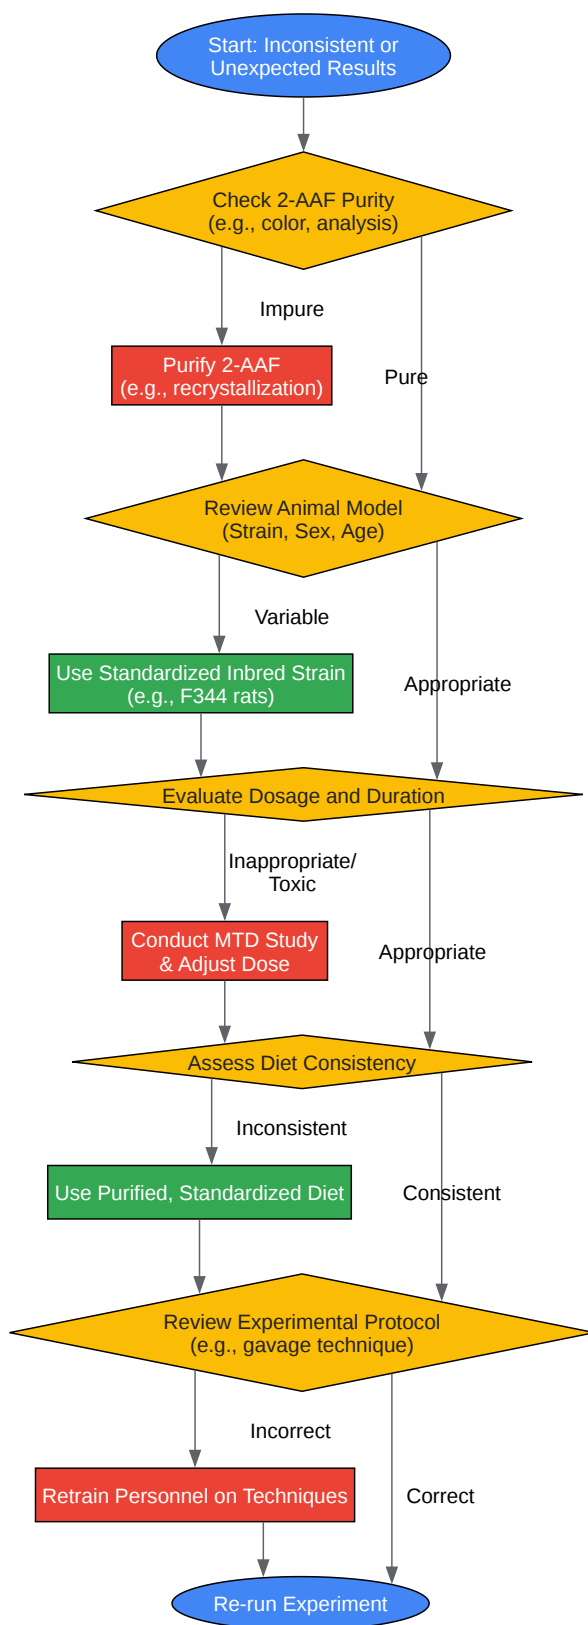 Start: Inconsistent or
Unexpected Results
Check 2-AAF Purity
(e.g., color, analysis)
Impure
Purify 2-AAF
(e.g., recrystallization)
Pure
Review Animal Model
(Strain, Sex, Age)
Variable
Use Standardized Inbred Strain
(e.g., F344 rats)
Appropriate
Evaluate Dosage and Duration
Inappropriate/
Toxic
Conduct MTD Study
& Adjust Dose
Appropriate
Assess Diet Consistency
Inconsistent
Use Purified, Standardized Diet
Consistent
Review Experimental Protocol
(e.g., gavage technique)
Incorrect
Retrain Personnel on Techniques
Correct
Re-run Experiment